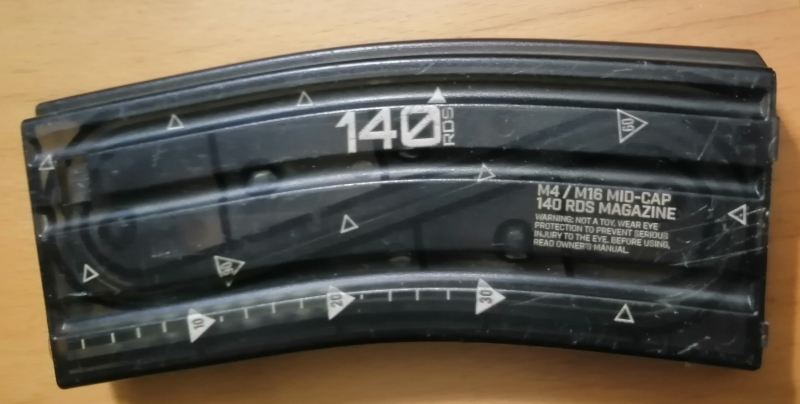 140
RDS
60
M4 / M16 MID-CAP
140 RDS MAGAZINE
WARNING: NOT A TOY. WEAR EYE
PROTECTION TO PREVENT SERIOUS
INJURY TO THE EYE. BEFORE USING,
READ OWNER'S MANUAL.
10
20
30